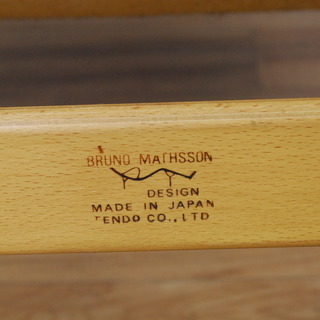 BRUNO MATHSSON
DESIGN
MADE IN JAPAN
TENDO CO., LTD